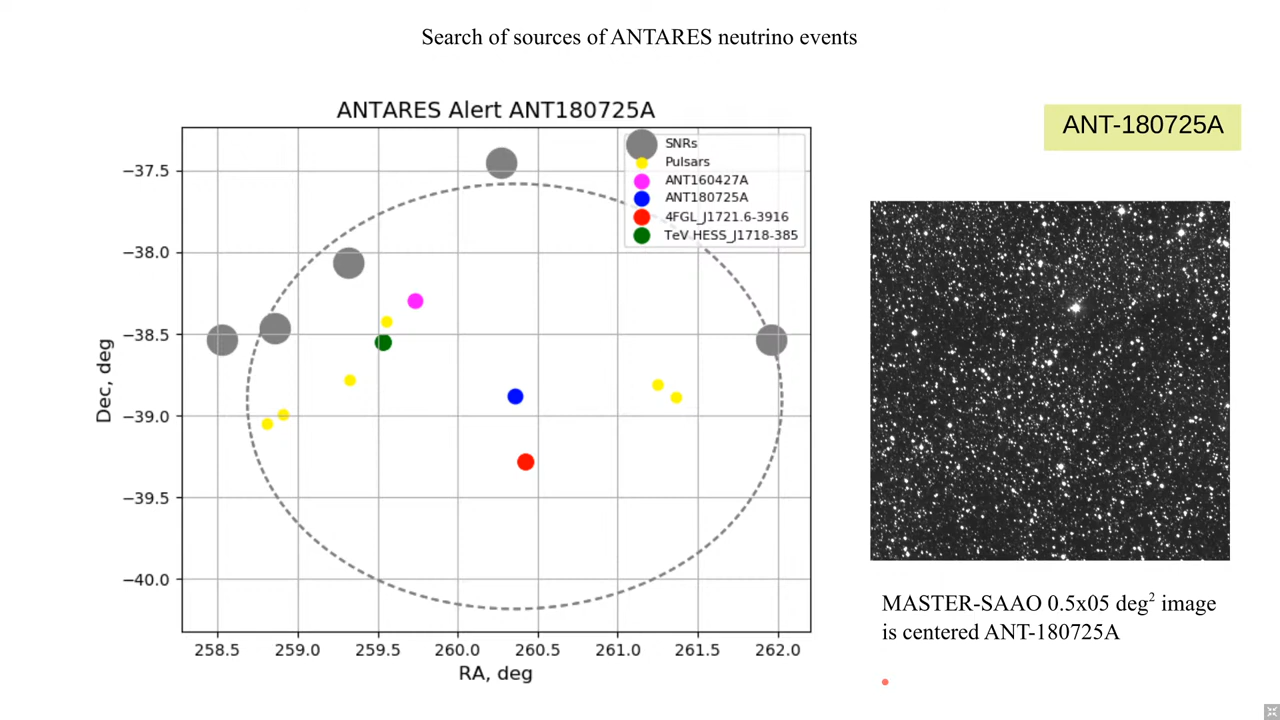 Search of sources of ANTARES neutrino events
ANTARES Alert ANT180725A
SNRs
Pulsars
ANT160427A
ANT180725A
4FGL_J1721.6-3916
TeV HESS_J1718-385
−37.5
−38.0
−38.5
−39.0
−39.5
−40.0
Dec, deg
258.5 259.0 259.5 260.0 260.5 261.0 261.5 262.0
RA, deg
ANT-180725A
MASTER-SAAO 0.5x05 deg² image
is centered ANT-180725A